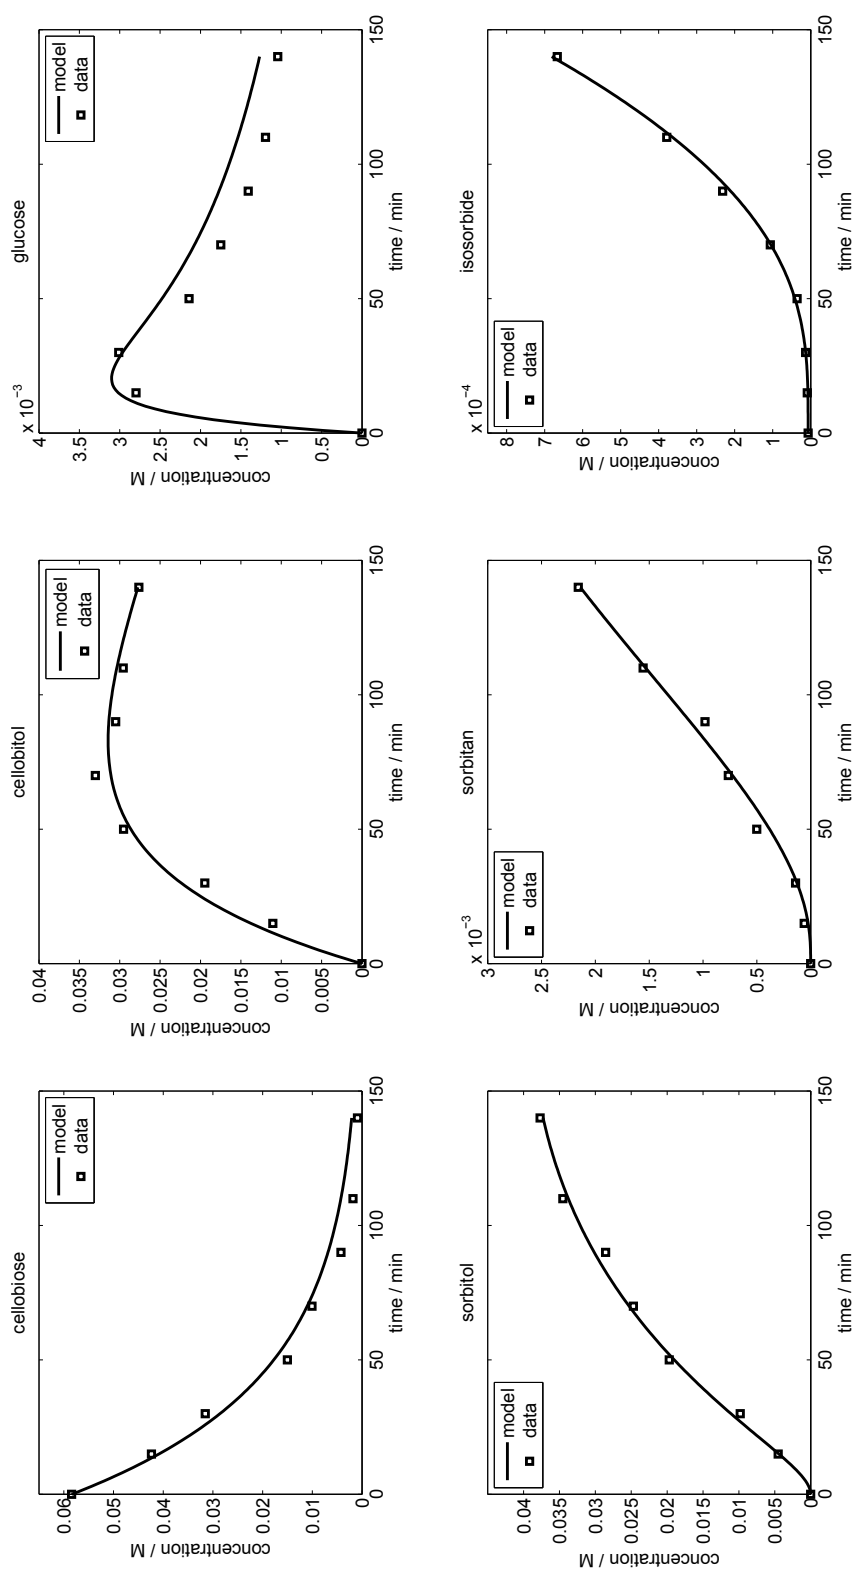 cellobiose
0.06
0.05
0.04
0.03
0.02
0.01
concentration / M
model
data
0 50 100 150
time / min
cellobitol
0.04
0.035
0.03
0.025
0.02
0.015
0.01
0.005
concentration / M
model
data
0 50 100 150
time / min
glucose
x 10⁻³
4
3.5
3
2.5
2
1.5
1
0.5
concentration / M
model
data
0 50 100 150
time / min
sorbitol
0.04
0.035
0.03
0.025
0.02
0.015
0.01
0.005
concentration / M
model
data
0 50 100 150
time / min
sorbitan
x 10⁻³
3
2.5
2
1.5
1
0.5
concentration / M
model
data
0 50 100 150
time / min
isosorbide
x 10⁻⁴
8
7
6
5
4
3
2
1
concentration / M
model
data
0 50 100 150
time / min